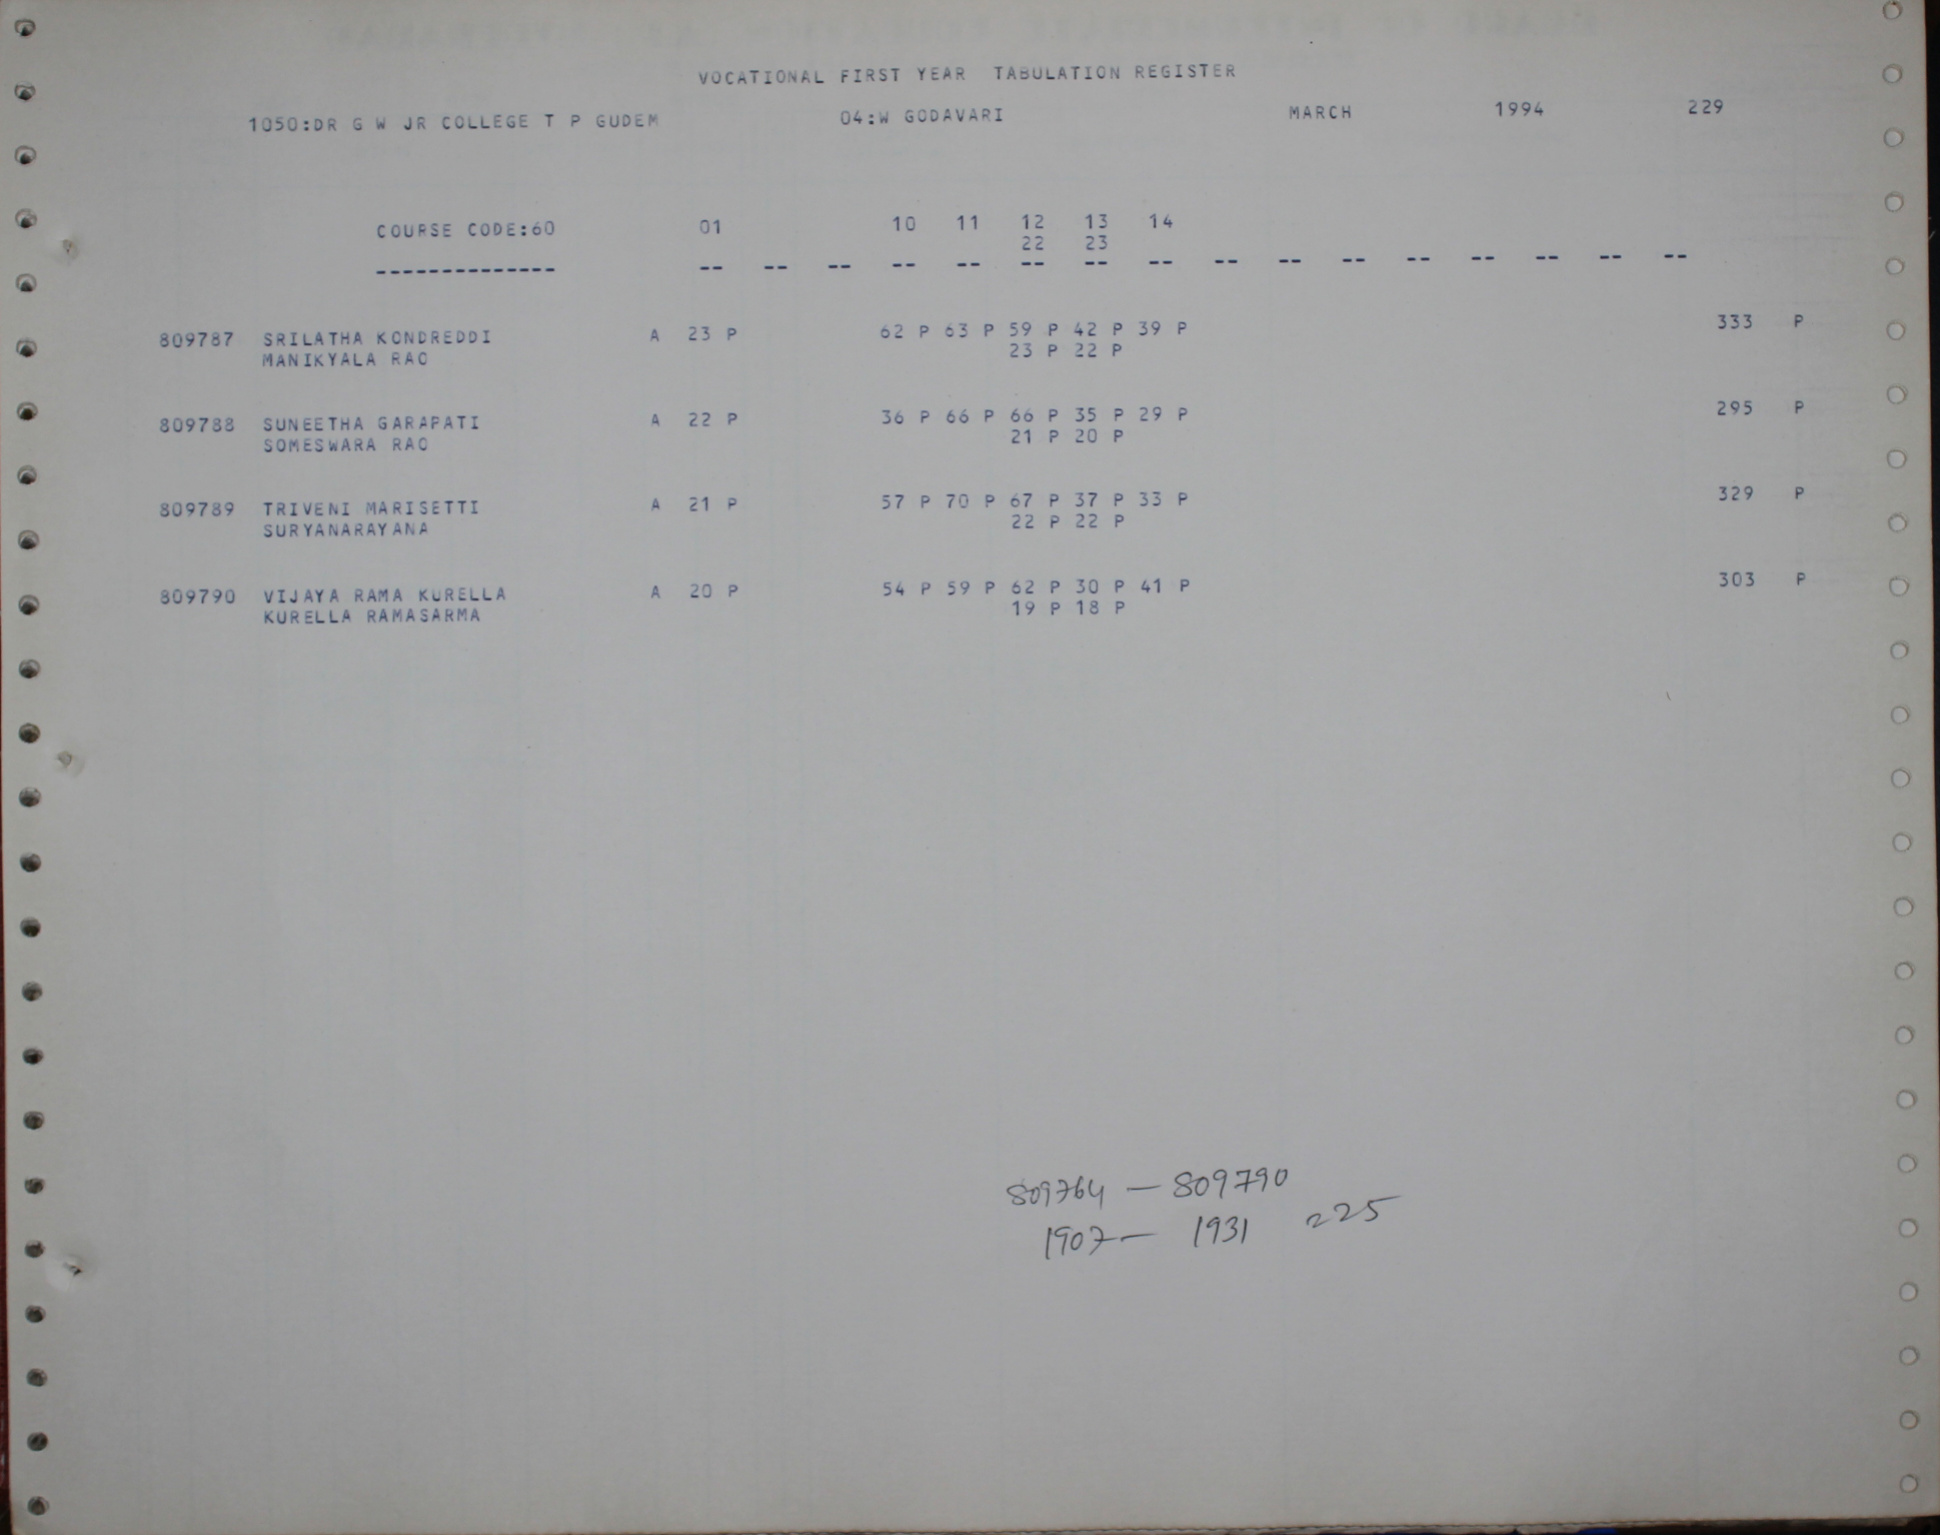 VOCATIONAL FIRST YEAR TABULATION REGISTER
1050:DR G W JR COLLEGE T P GUDEM 04:W GODAVARI MARCH 1994 229
COURSE CODE:60 01 10 11 12 13 14
22 23
-------------- -- -- -- -- -- -- -- -- -- -- -- -- -- -- -- --
809787 SRILATHA KONDREDDI A 23 P 62 P 63 P 59 P 42 P 39 P 333 P
MANIKYALA RAO 23 P 22 P
809788 SUNEETHA GARAPATI A 22 P 36 P 66 P 66 P 35 P 29 P 295 P
SOMESWARA RAO 21 P 20 P
809789 TRIVENI MARISETTI A 21 P 57 P 70 P 67 P 37 P 33 P 329 P
SURYANARAYANA 22 P 22 P
809790 VIJAYA RAMA KURELLA A 20 P 54 P 59 P 62 P 30 P 41 P 303 P
KURELLA RAMASARMA 19 P 18 P
809764 — 809790
1907 — 1931 225